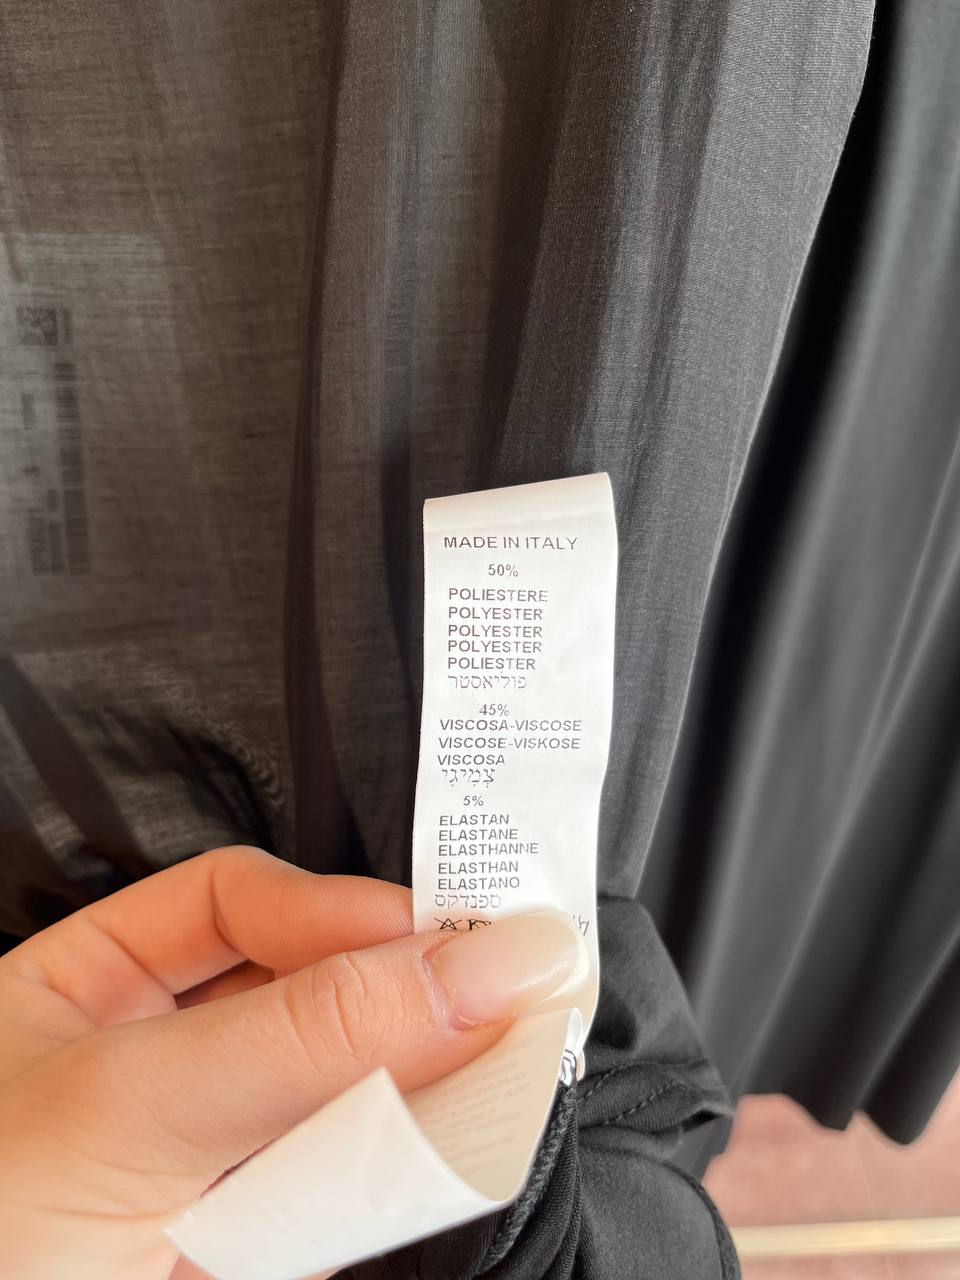 MADE IN ITALY
50%
POLIESTERE
POLYESTER
POLYESTER
POLYESTER
POLIESTER
פוליאסטר
45%
VISCOSA-VISCOSE
VISCOSE-VISKOSE
VISCOSA
צְמִיגִי
5%
ELASTAN
ELASTANE
ELASTHANNE
ELASTHAN
ELASTANO
ספנדקס